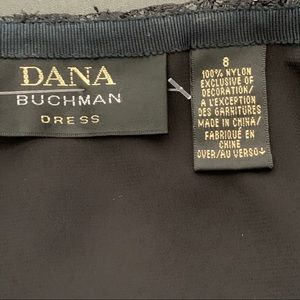 DANA
BUCHMAN
DRESS
8
100% NYLON
EXCLUSIVE OF
DECORATION/
A L'EXCEPTION
DES GARNITURES
MADE IN CHINA/
FABRIQUÉ EN
CHINE
OVER/AU VERSO↓